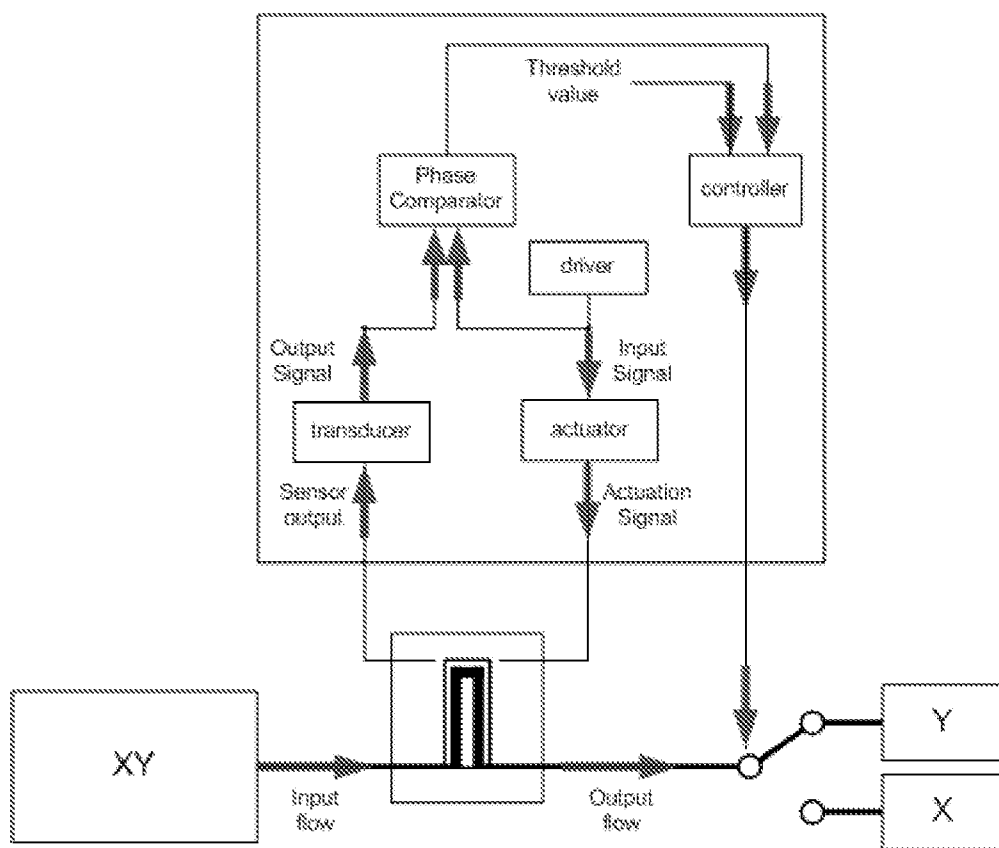 Threshold
value
Phase
Comparator
controller
driver
Output
Signal
Input
Signal
transducer
actuator
Sensor
output
Actuation
Signal
XY
Input
flow
Output
flow
Y
X